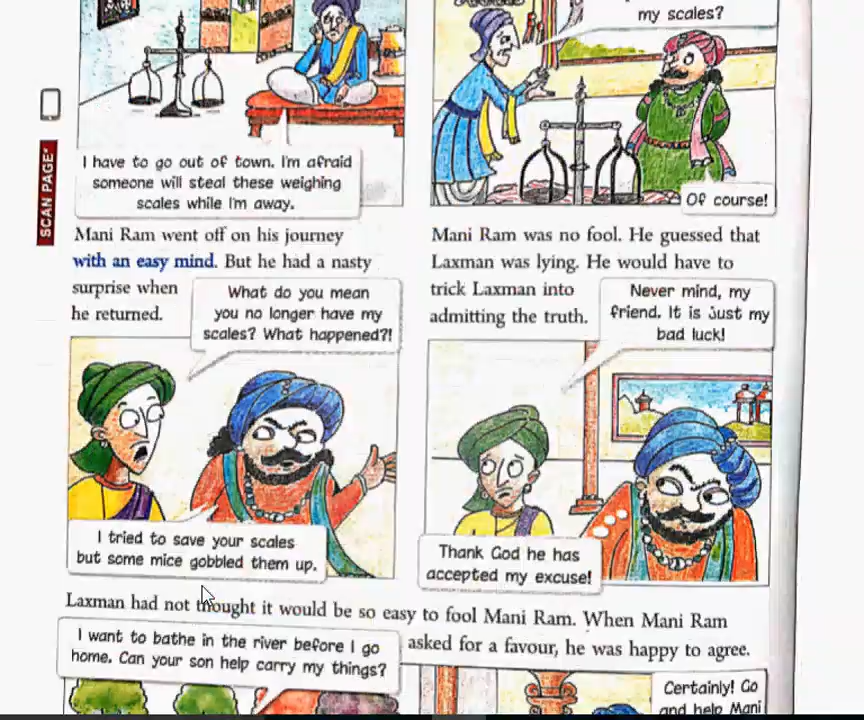 my scales?
SCAN PAGE*
I have to go out of town. I'm afraid
someone will steal these weighing
scales while I'm away.
Of course!
Mani Ram went off on his journey
with an easy mind. But he had a nasty
surprise when
he returned.
What do you mean
you no longer have my
scales? What happened?!
Mani Ram was no fool. He guessed that
Laxman was lying. He would have to
trick Laxman into
admitting the truth.
Never mind, my
friend. It is just my
bad luck!
I tried to save your scales
but some mice gobbled them up.
Thank God he has
accepted my excuse!
Laxman had not thought it would be so easy to fool Mani Ram. When Mani Ram
asked for a favour, he was happy to agree.
I want to bathe in the river before I go
home. Can your son help carry my things?
Certainly! Go
and help Mani